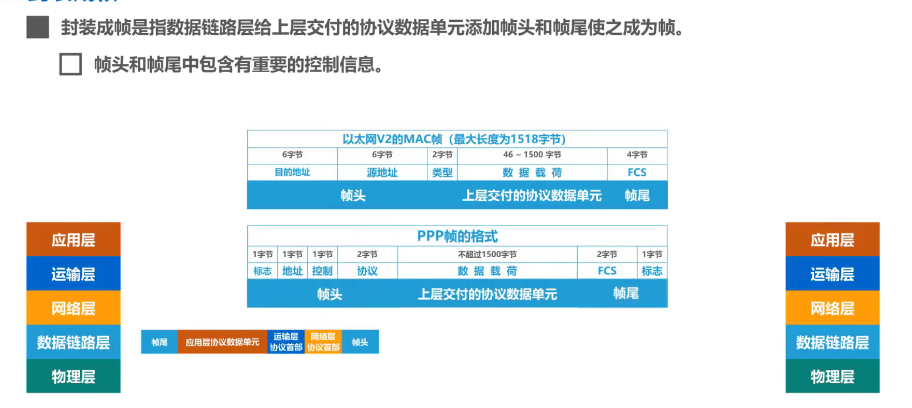 封装成帧是指数据链路层给上层交付的协议数据单元添加帧头和帧尾使之成为帧。
帧头和帧尾中包含有重要的控制信息。
以太网V2的MAC帧（最大长度为1518字节）
6字节 6字节 2字节 46 ~ 1500 字节 4字节
目的地址 源地址 类型 数 据 载 荷 FCS
帧头 上层交付的协议数据单元 帧尾
PPP帧的格式
1字节 1字节 1字节 2字节 不超过1500字节 2字节 1字节
标志 地址 控制 协议 数 据 载 荷 FCS 标志
帧头 上层交付的协议数据单元 帧尾
应用层
运输层
网络层
数据链路层
物理层
帧尾 应用层协议数据单元 运输层 协议首部 网络层 协议首部 帧头
应用层
运输层
网络层
数据链路层
物理层